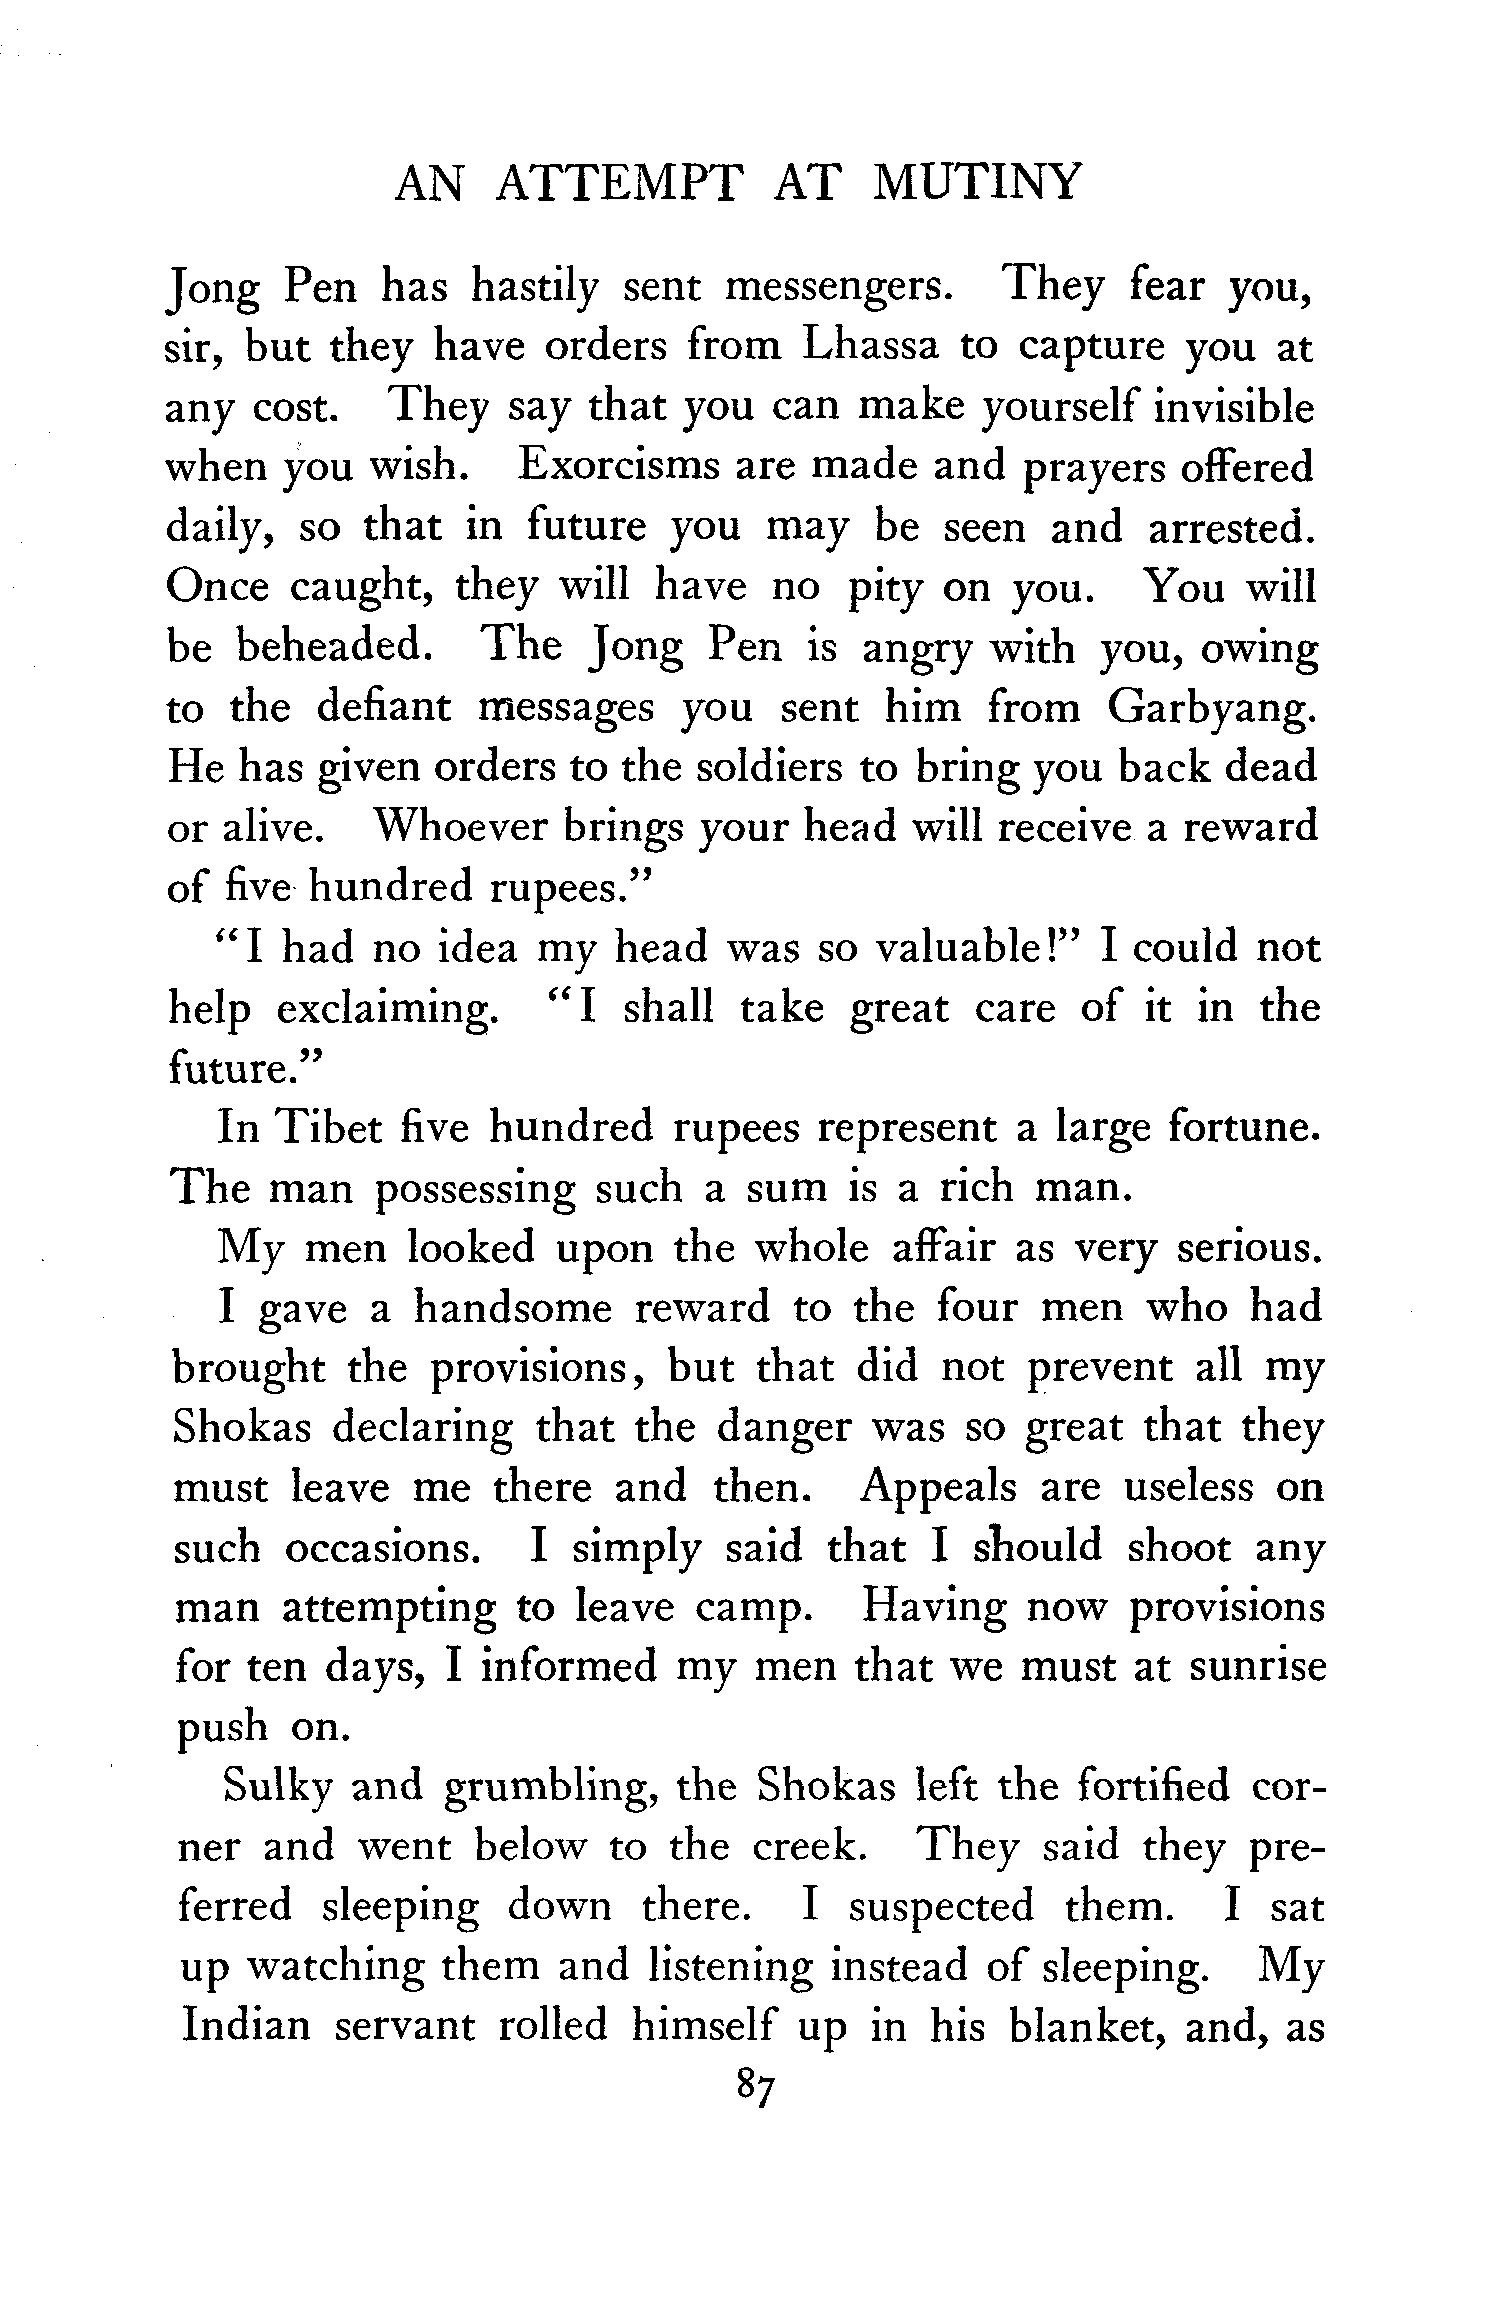 AN ATTEMPT AT MUTINY
Jong Pen has hastily sent messengers. They fear you,
sir, but they have orders from Lhassa to capture you at
any cost. They say that you can make yourself invisible
when you wish. Exorcisms are made and prayers offered
daily, so that in future you may be seen and arrested.
Once caught, they will have no pity on you. You will
be beheaded. The Jong Pen is angry with you, owing
to the defiant messages you sent him from Garbyang.
He has given orders to the soldiers to bring you back dead
or alive. Whoever brings your head will receive a reward
of five hundred rupees."
"I had no idea my head was so valuable!" I could not
help exclaiming. "I shall take great care of it in the
future."
In Tibet five hundred rupees represent a large fortune.
The man possessing such a sum is a rich man.
My men looked upon the whole affair as very serious.
I gave a handsome reward to the four men who had
brought the provisions, but that did not prevent all my
Shokas declaring that the danger was so great that they
must leave me there and then. Appeals are useless on
such occasions. I simply said that I should shoot any
man attempting to leave camp. Having now provisions
for ten days, I informed my men that we must at sunrise
push on.
Sulky and grumbling, the Shokas left the fortified cor-
ner and went below to the creek. They said they pre-
ferred sleeping down there. I suspected them. I sat
up watching them and listening instead of sleeping. My
Indian servant rolled himself up in his blanket, and, as
87